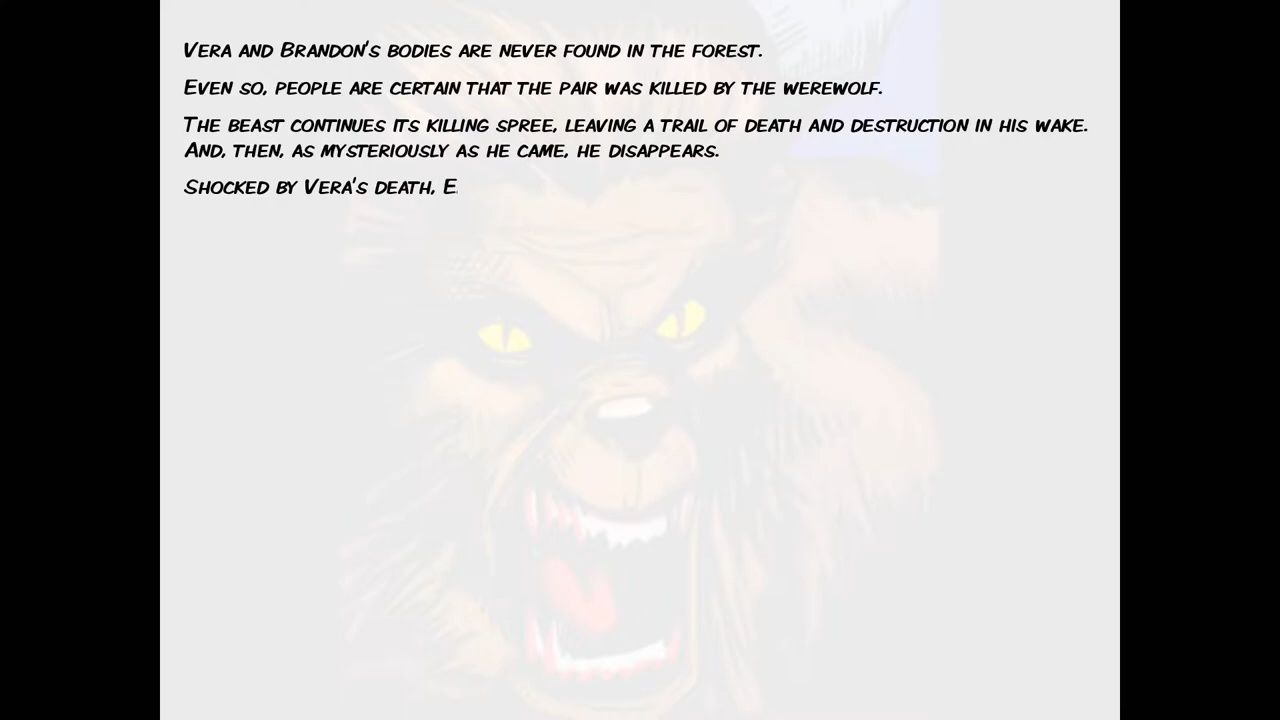 Vera and Brandon's bodies are never found in the forest.
Even so, people are certain that the pair was killed by the werewolf.
The beast continues its killing spree, leaving a trail of death and destruction in his wake.
And, then, as mysteriously as he came, he disappears.
Shocked by Vera's death, E